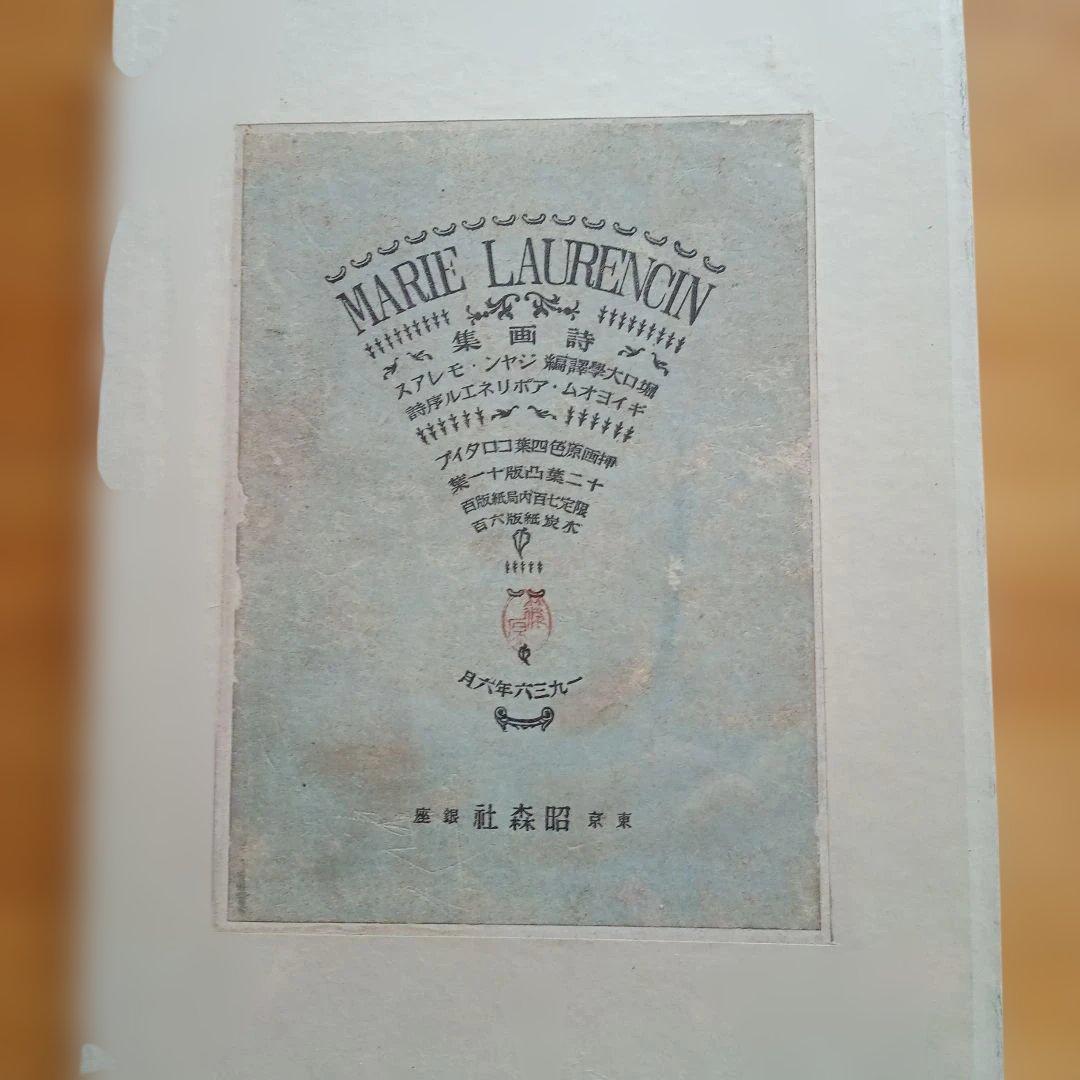 MARIE LAURENCIN
詩画集
堀口大學譯編 ジヤン・モレアス
ギイヨオム・アポリネエル序詩
挿画原色四葉コロタイプ
十二葉凸版十一葉
限定七百内局紙版百
木炭紙版六百
一九三六年六月
東京 昭森社 銀座